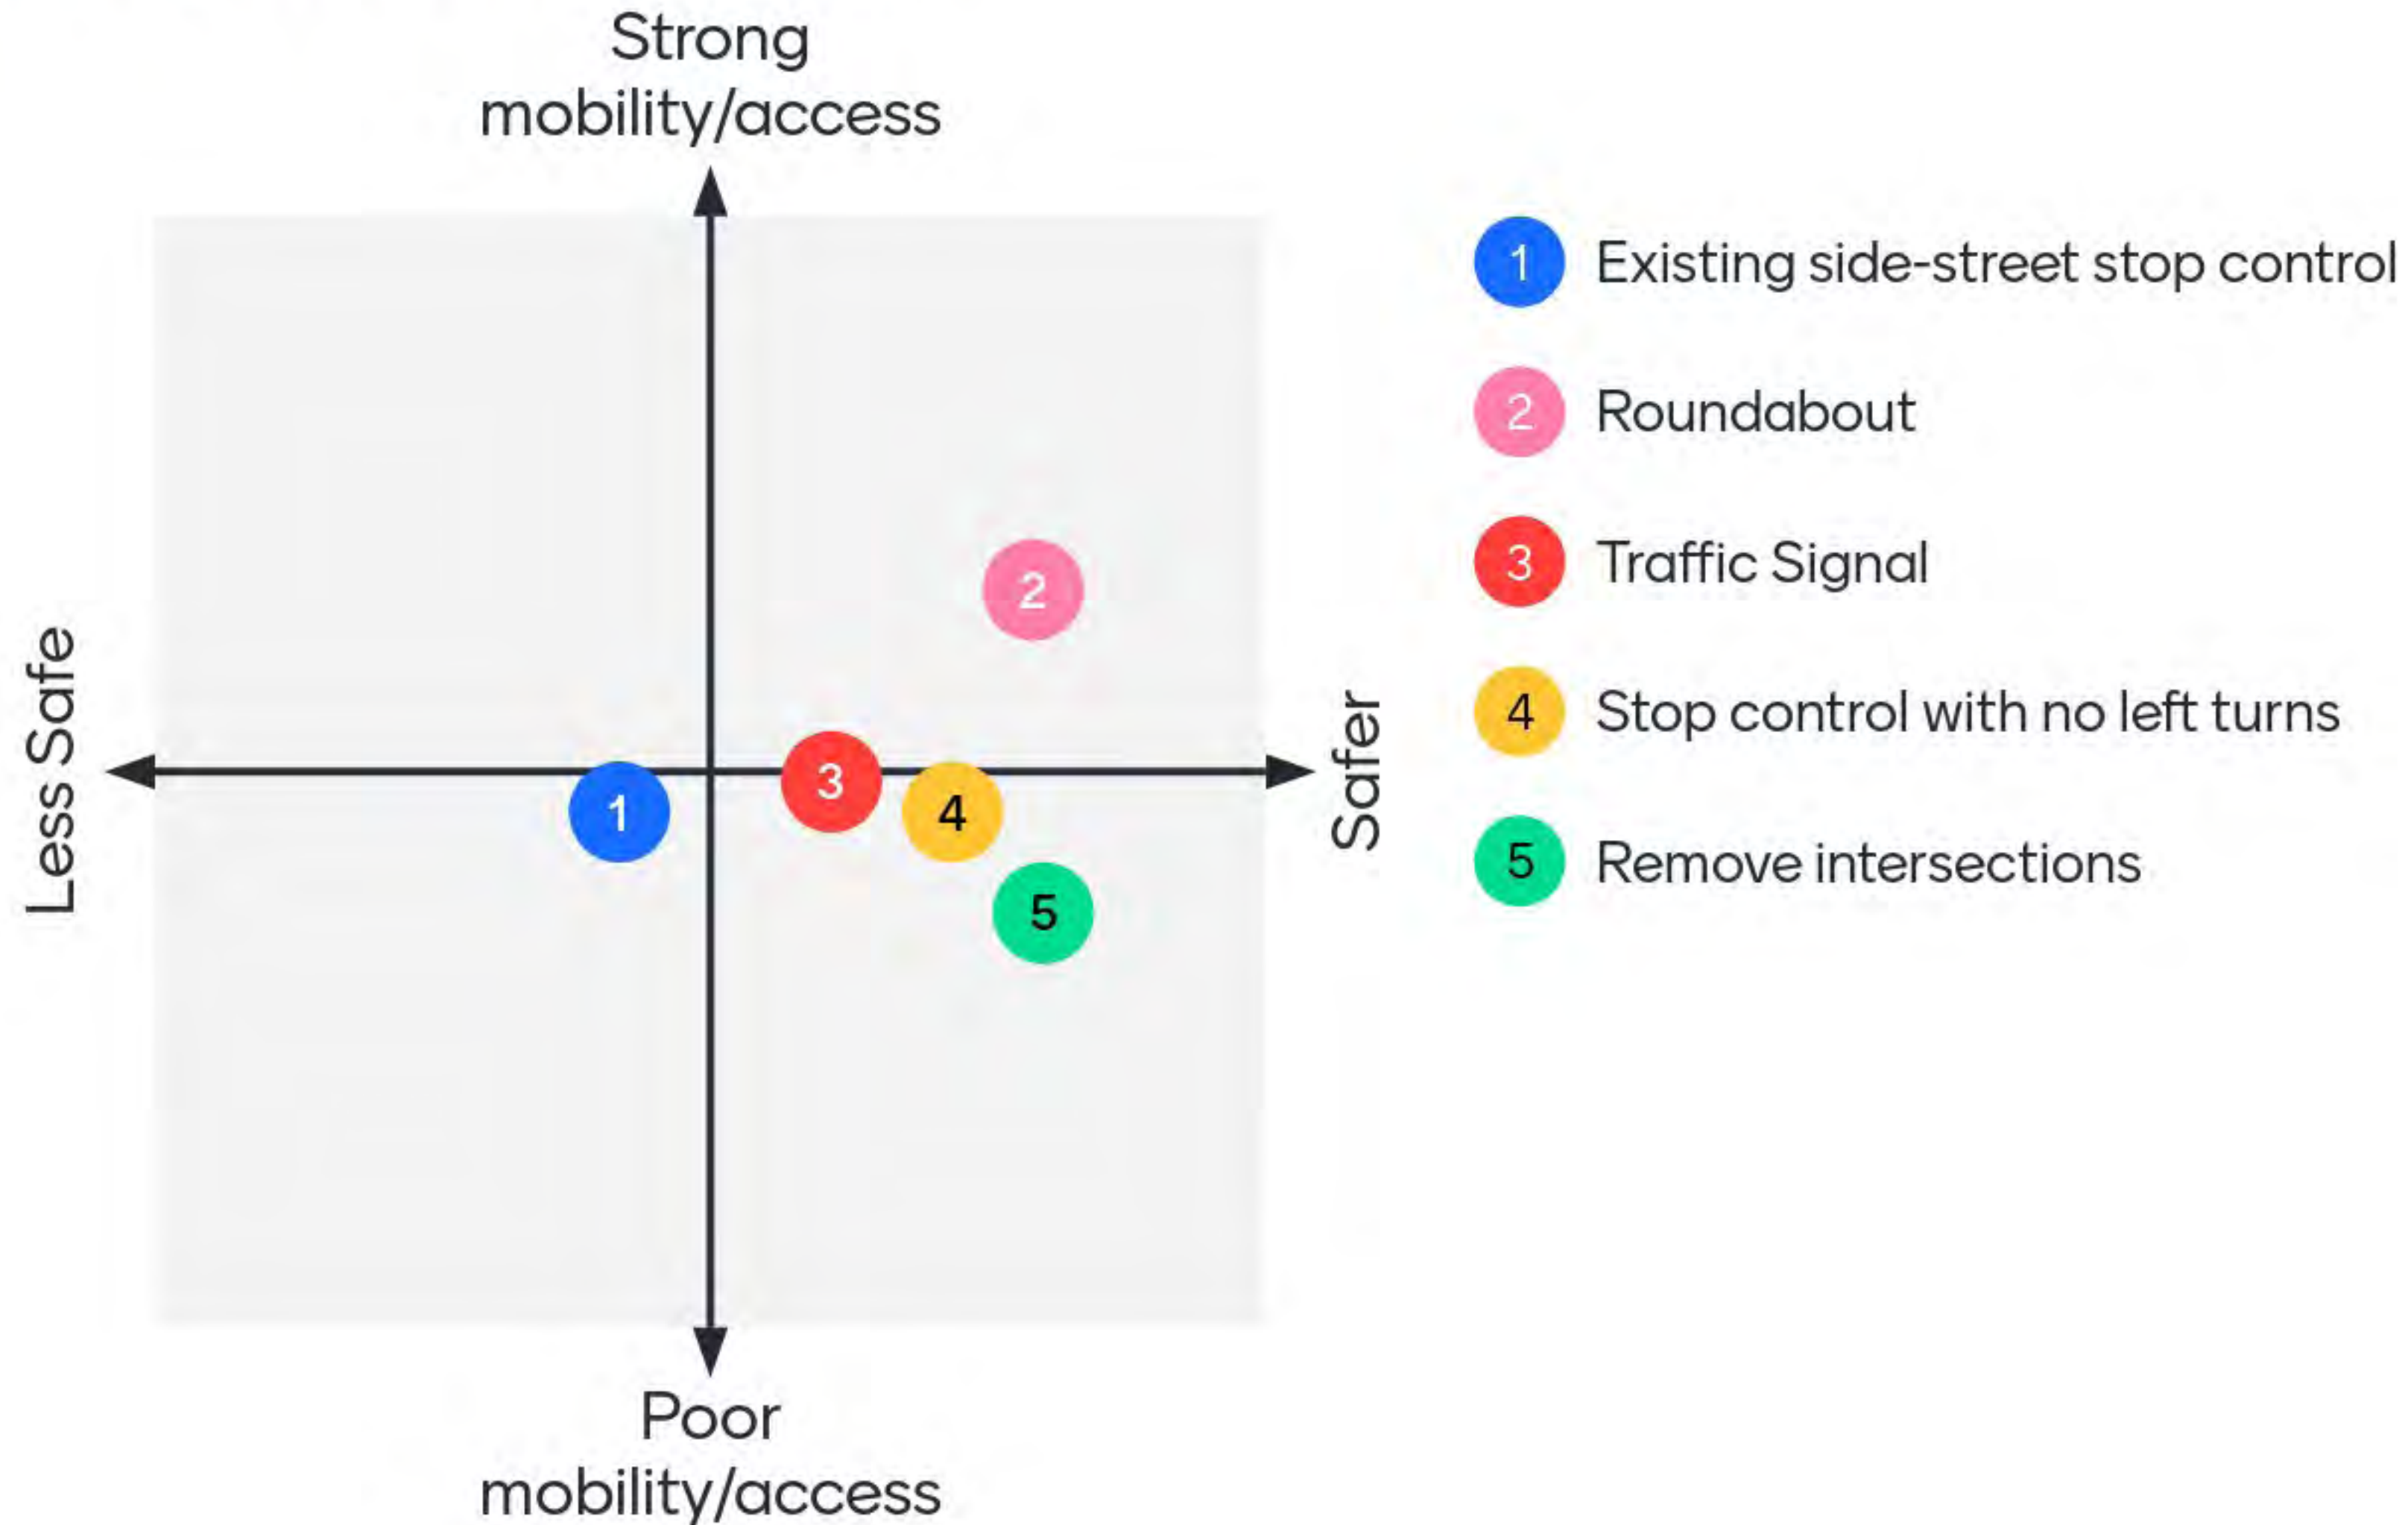 Strong
mobility/access
Less Safe
Safer
2
1
3
4
5
Poor
mobility/access
1 Existing side-street stop control
2 Roundabout
3 Traffic Signal
4 Stop control with no left turns
5 Remove intersections